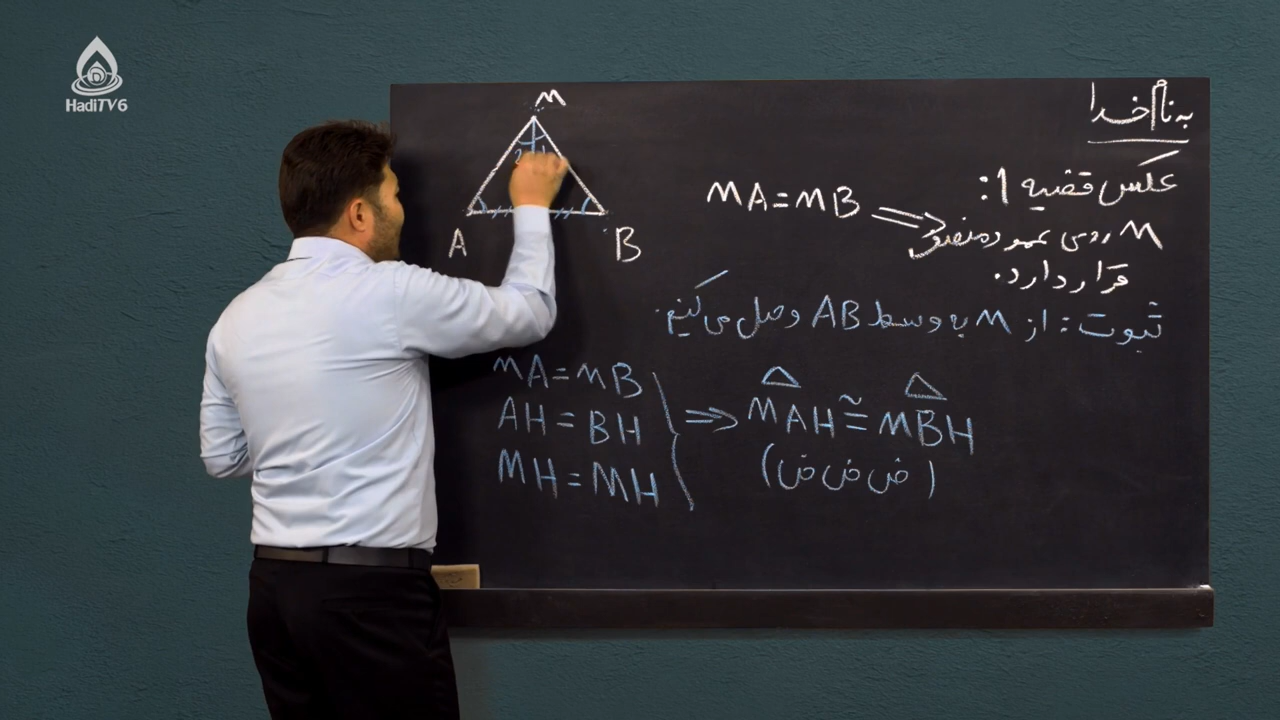 HadiTV6
به نام خدا
عکس قضیه 1:
MA=MB ⇒
M روی عمود منصف
قرار دارد.
ثبوت: از M به وسط AB وصل می کنیم.
M
A B
MA=MB
AH=BH
MH=MH
⇒ MAH≅MBH
(ض ض ض)